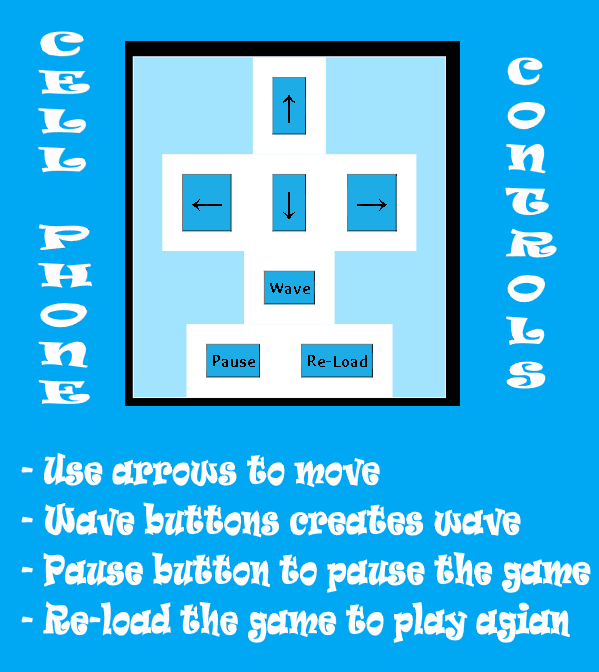 CELL PHONE
CONTROLS
↑
← ↓ →
Wave
Pause Re-Load
- Use arrows to move
- Wave buttons creates wave
- Pause button to pause the game
- Re-load the game to play agian